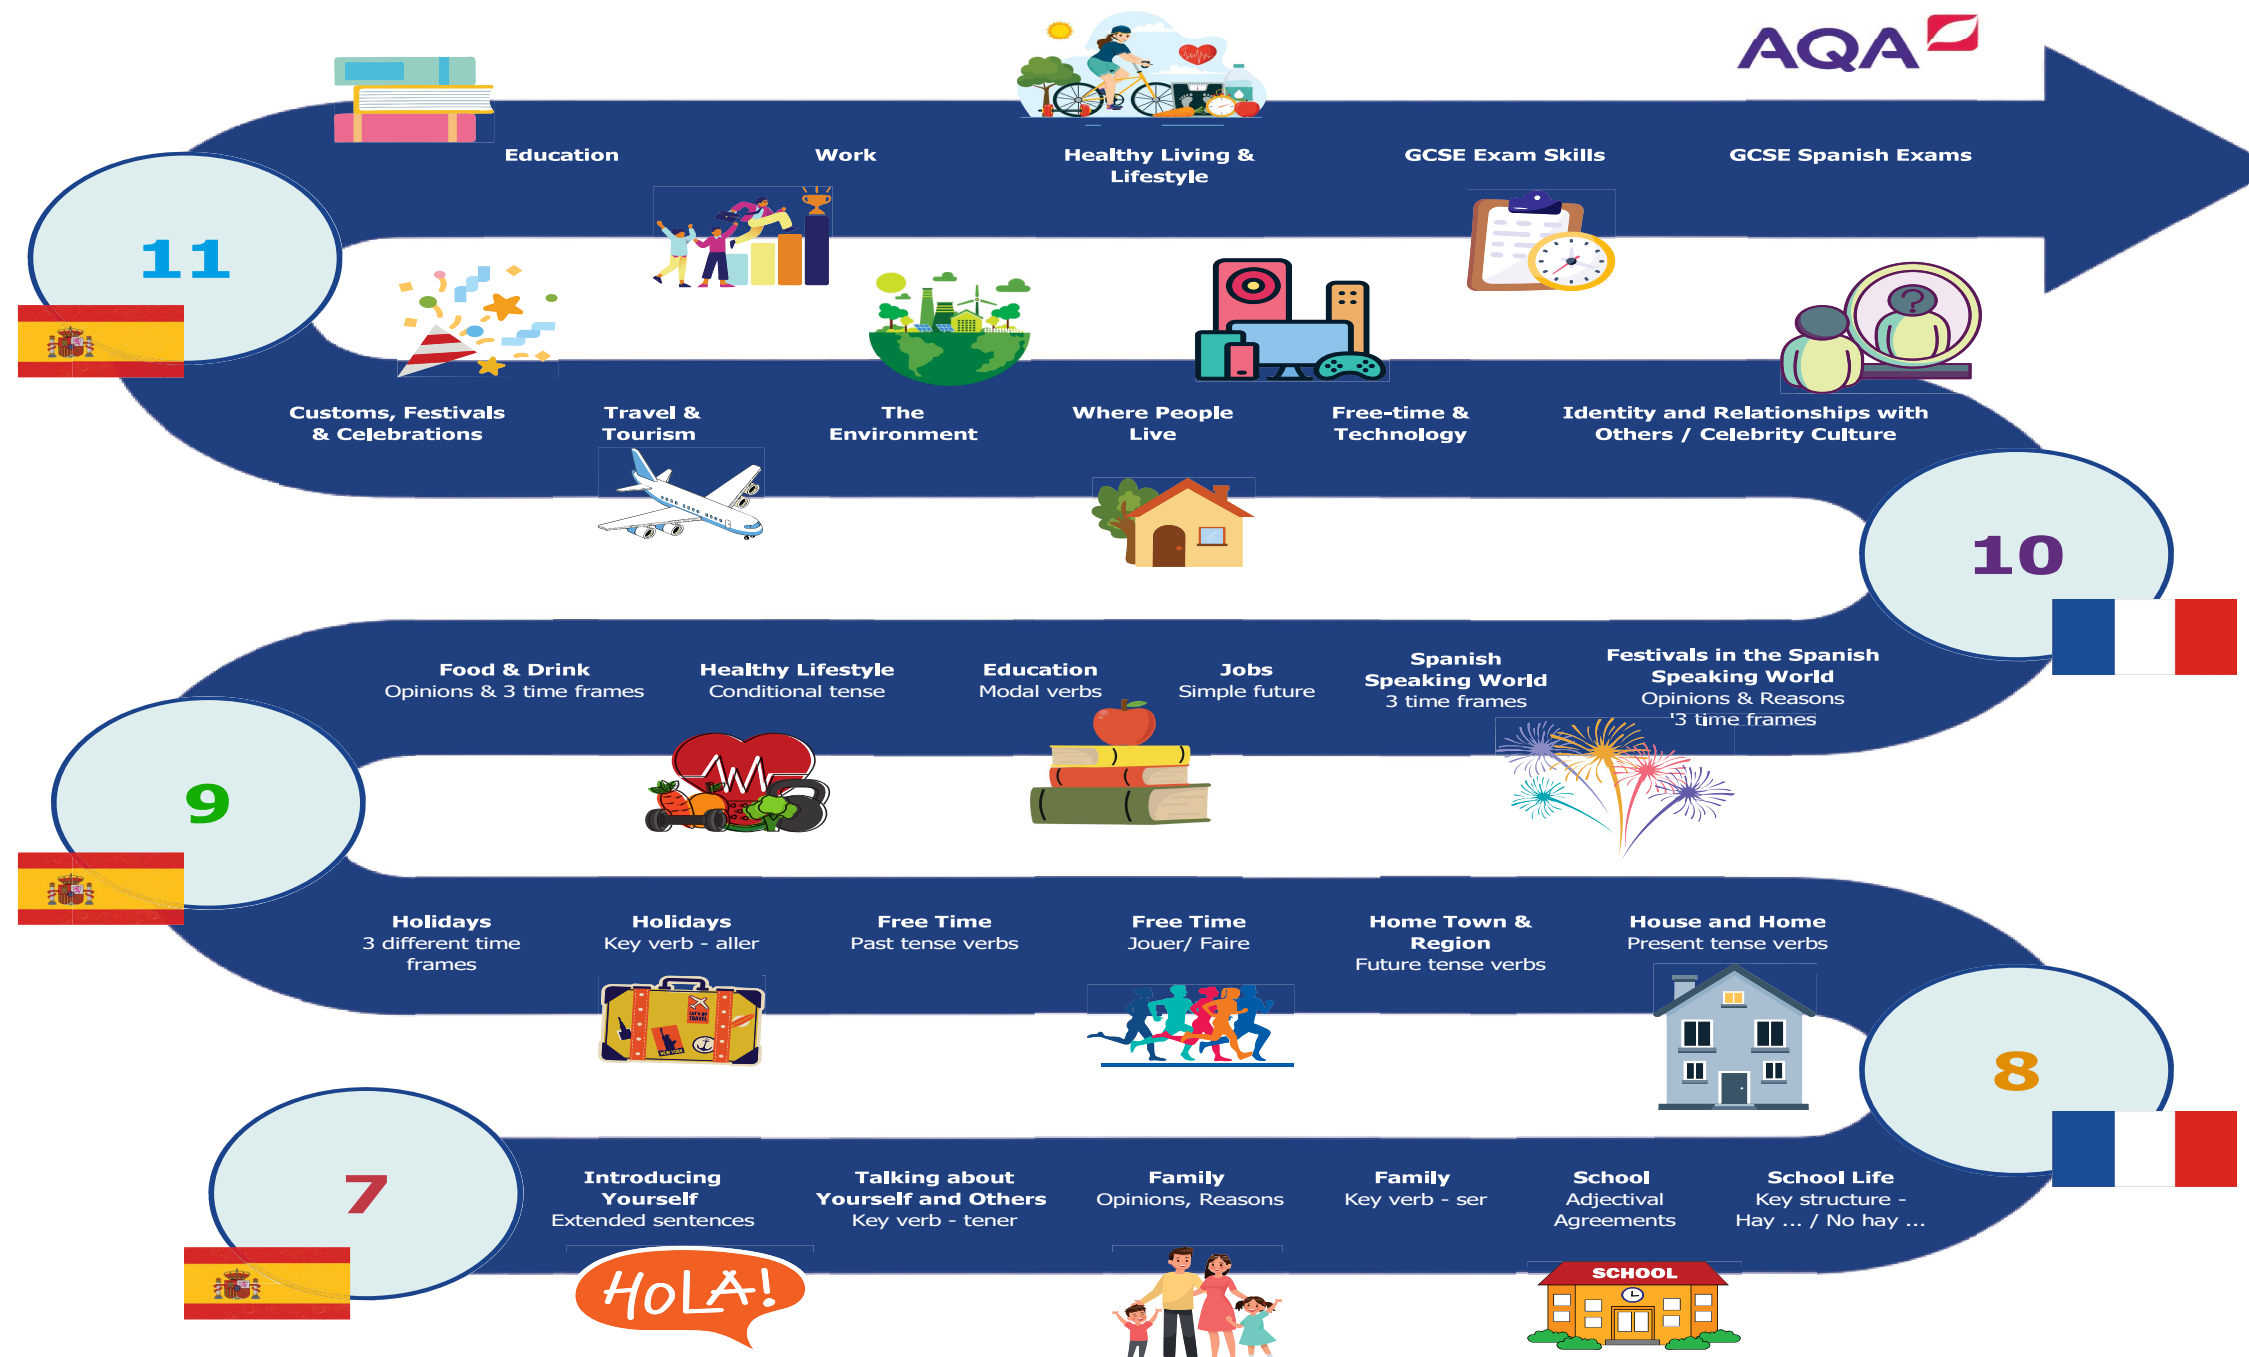 AQA
Education
Work
Healthy Living &
Lifestyle
GCSE Exam Skills
GCSE Spanish Exams
11
Customs, Festivals
& Celebrations
Travel &
Tourism
The
Environment
Where People
Live
Free-time &
Technology
Identity and Relationships with
Others / Celebrity Culture
10
Food & Drink
Opinions & 3 time frames
Healthy Lifestyle
Conditional tense
Education
Modal verbs
Jobs
Simple future
Spanish
Speaking World
3 time frames
Festivals in the Spanish
Speaking World
Opinions & Reasons
'3 time frames
9
Holidays
3 different time
frames
Holidays
Key verb - aller
Free Time
Past tense verbs
Free Time
Jouer/ Faire
Home Town &
Region
Future tense verbs
House and Home
Present tense verbs
Let's go
TRAVEL
NEW YORK
8
7
Introducing
Yourself
Extended sentences
Talking about
Yourself and Others
Key verb - tener
Family
Opinions, Reasons
Family
Key verb - ser
School
Adjectival
Agreements
School Life
Key structure -
Hay ... / No hay ...
HOLA!
SCHOOL